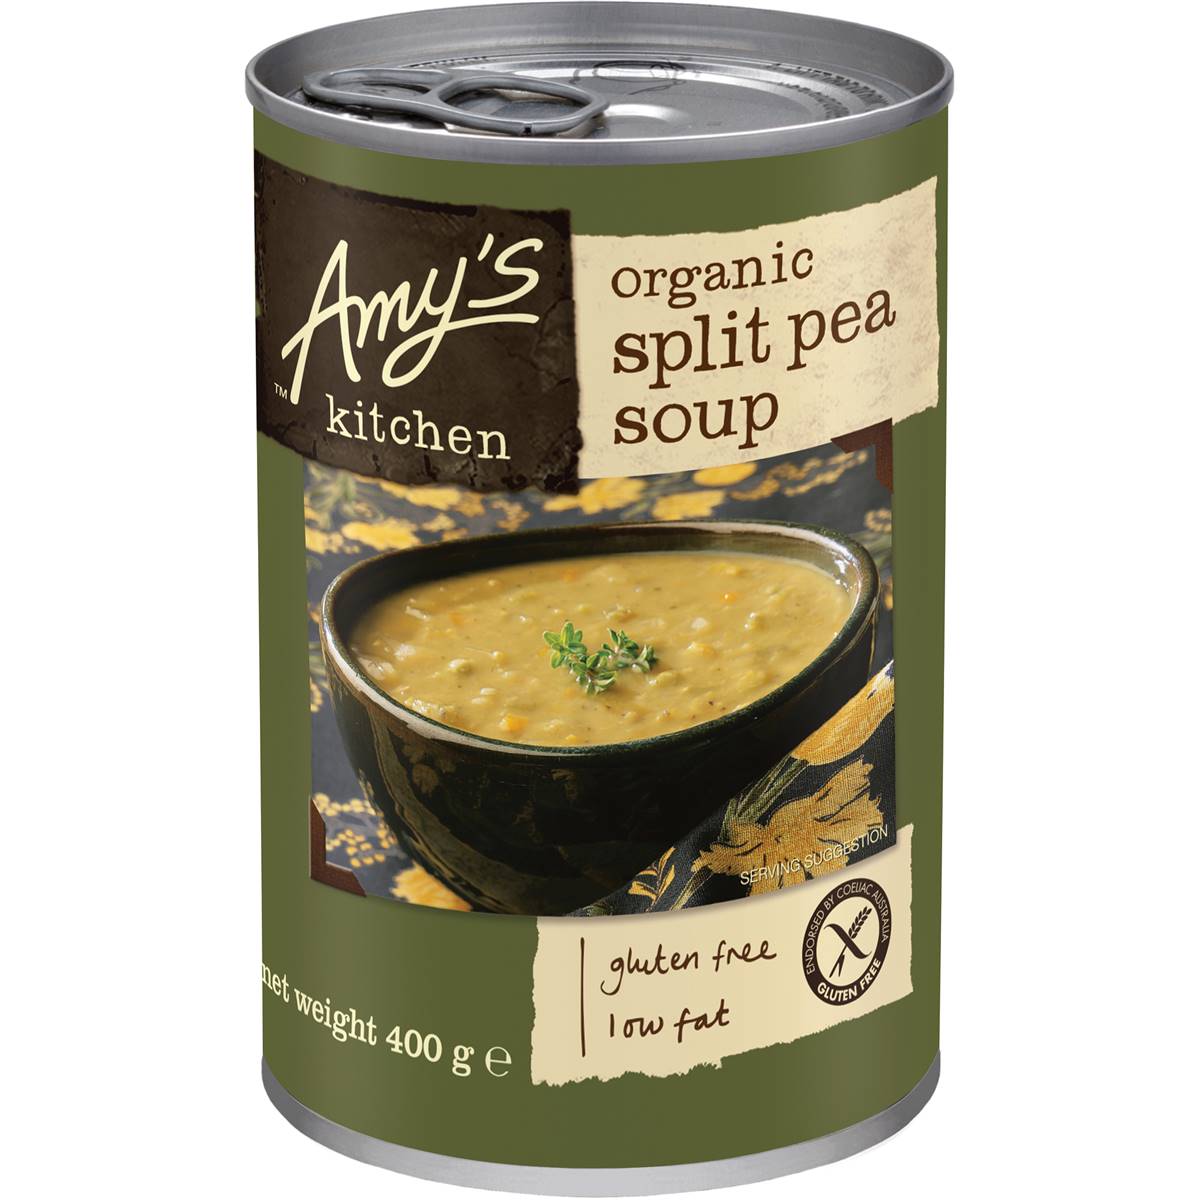 Amy's
™
kitchen
organic
split pea
soup
SERVING SUGGESTION
gluten free
low fat
ENDORSED BY COELIAC AUSTRALIA
GLUTEN FREE
net weight 400 g ℮